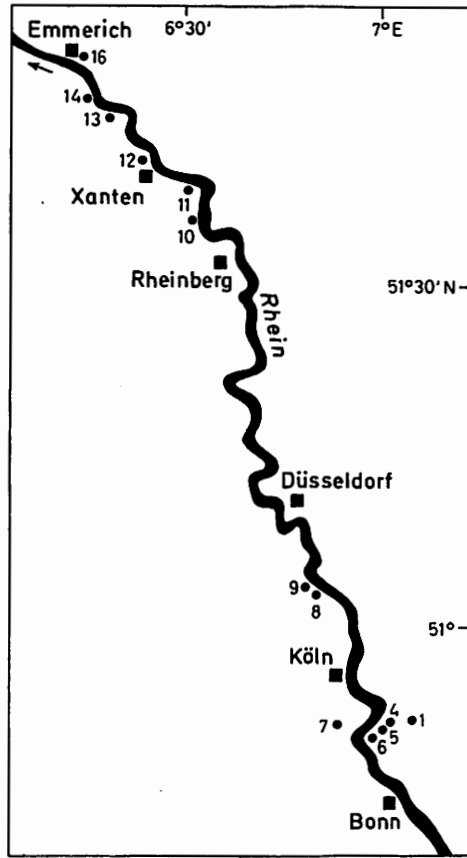 6°30'
7°E
Emmerich
16
14
13
12
Xanten
11
10
Rheinberg
51°30' N
Rhein
Düsseldorf
9
8
51°
Köln
7
4
1
5
6
Bonn